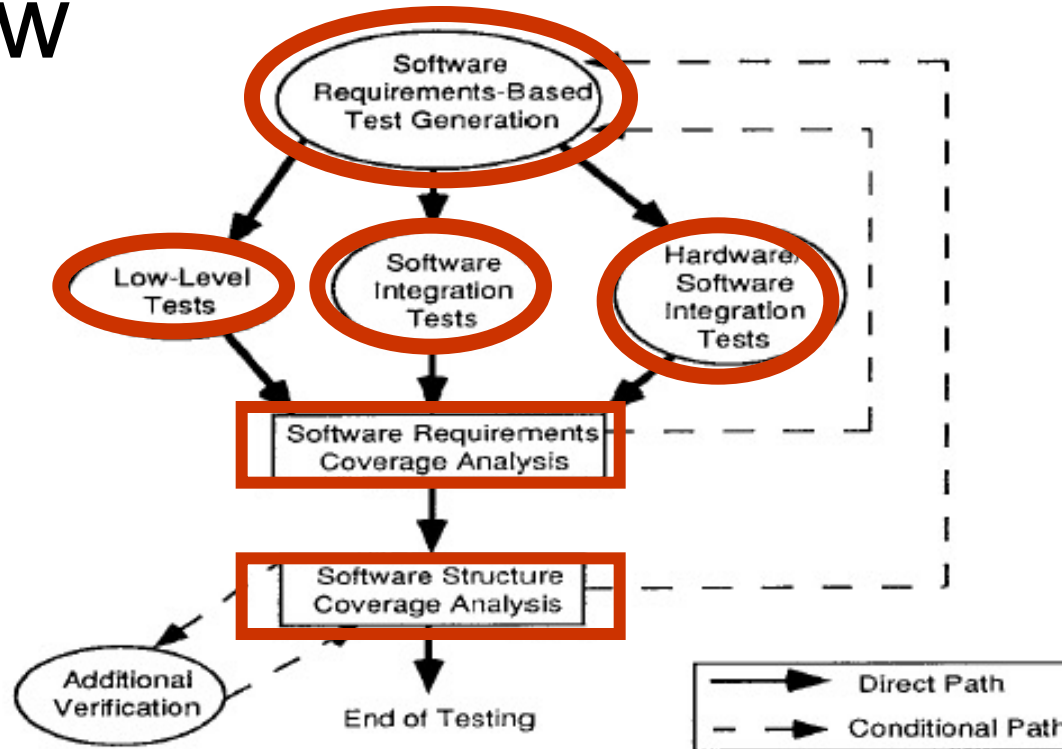 w
Software
Requirements-Based
Test Generation
Low-Level
Tests
Software
Integration
Tests
Hardware/
Software
Integration
Tests
Software Requirements
Coverage Analysis
Software Structure
Coverage Analysis
Additional
Verification
End of Testing
Direct Path
Conditional Path